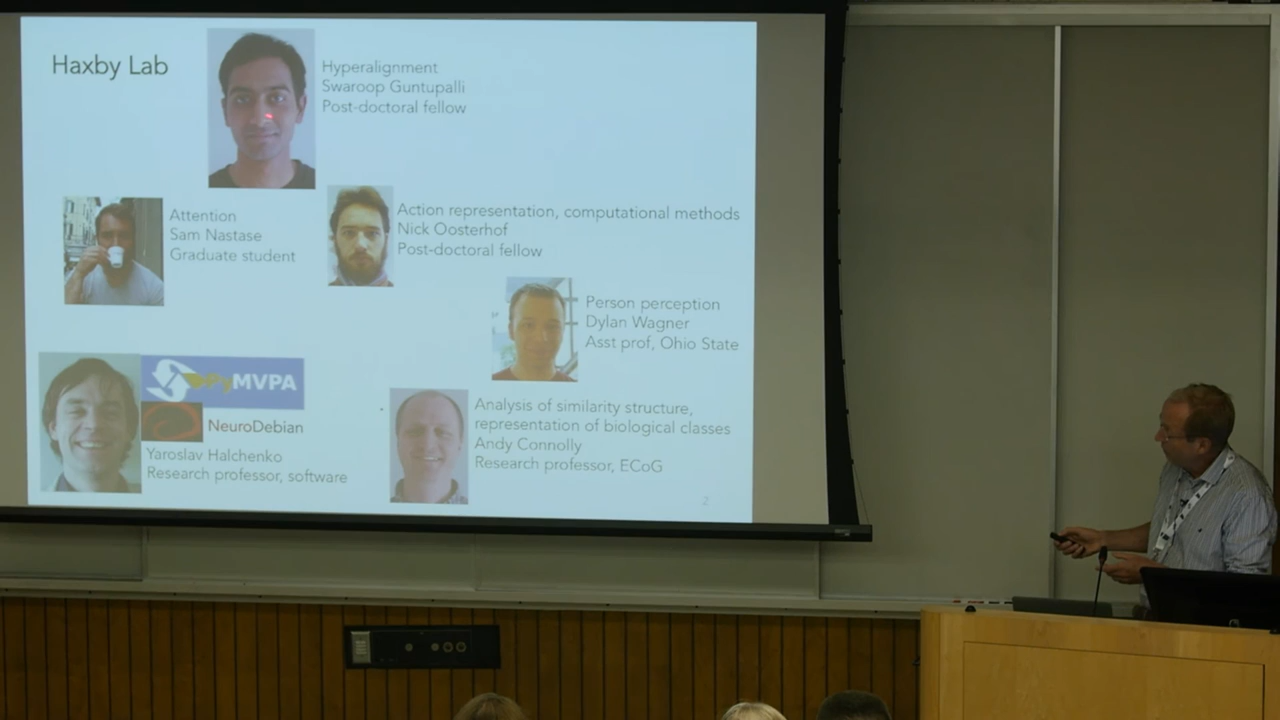 Haxby Lab
Hyperalignment
Swaroop Guntupalli
Post-doctoral fellow
Attention
Sam Nastase
Graduate student
Action representation, computational methods
Nick Oosterhof
Post-doctoral fellow
Person perception
Dylan Wagner
Asst prof, Ohio State
PyMVPA
NeuroDebian
Yaroslav Halchenko
Research professor, software
Analysis of similarity structure,
representation of biological classes
Andy Connolly
Research professor, ECoG
2